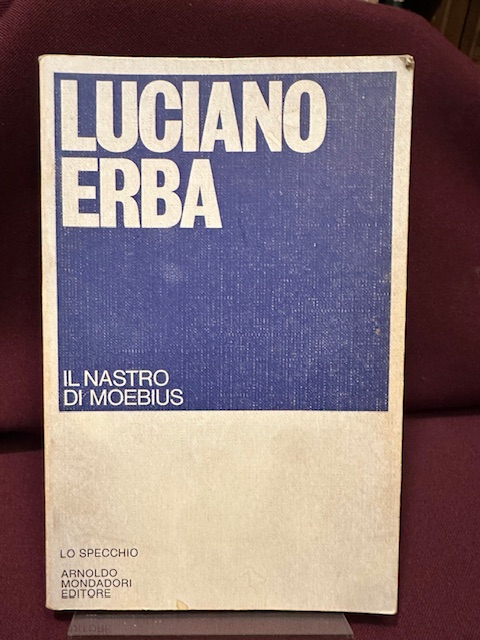 LUCIANO
ERBA
IL NASTRO
DI MOEBIUS
LO SPECCHIO
ARNOLDO
MONDADORI
EDITORE